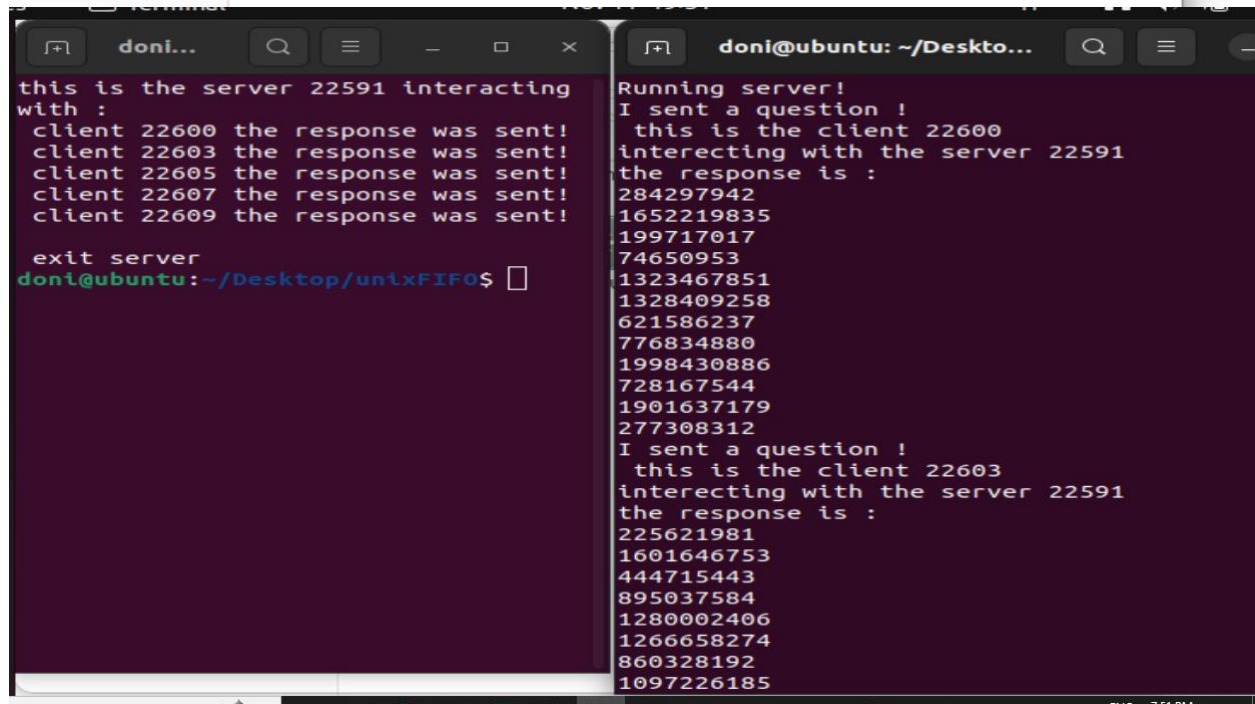 Terminal
doni...
this is the server 22591 interacting
with :
client 22600 the response was sent!
client 22603 the response was sent!
client 22605 the response was sent!
client 22607 the response was sent!
client 22609 the response was sent!
exit server
doni@ubuntu:~/Desktop/unixFIFO$
doni@ubuntu: ~/Deskto...
Running server!
I sent a question !
this is the client 22600
interecting with the server 22591
the response is :
284297942
1652219835
199717017
74650953
1323467851
1328409258
621586237
776834880
1998430886
728167544
1901637179
277308312
I sent a question !
this is the client 22603
interecting with the server 22591
the response is :
225621981
1601646753
444715443
895037584
1280002406
1266658274
860328192
1097226185